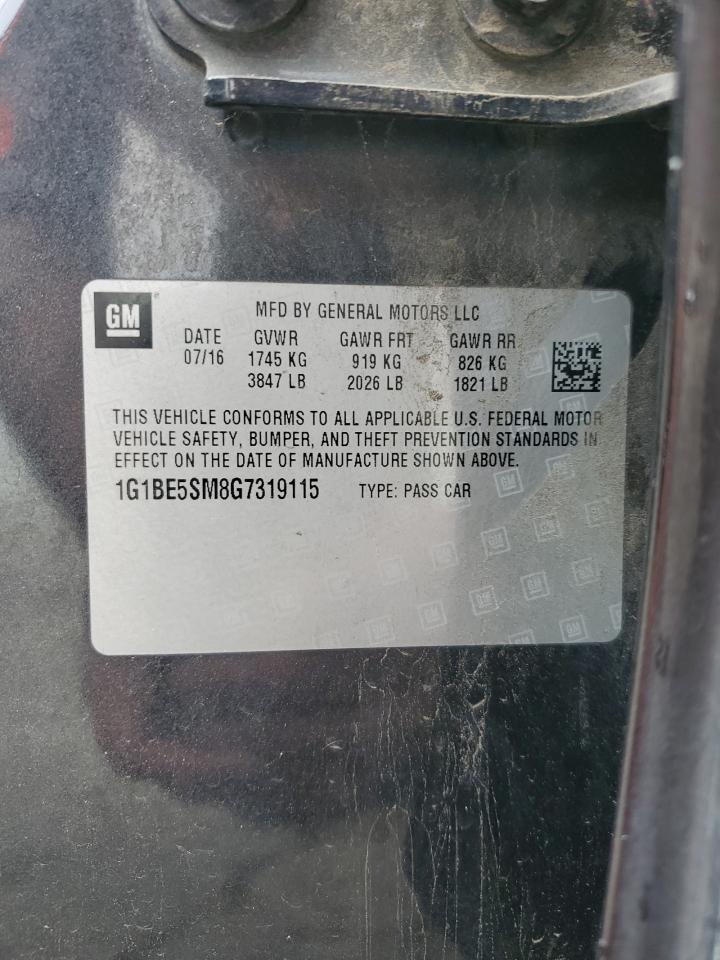 GM
MFD BY GENERAL MOTORS LLC
DATE GVWR GAWR FRT GAWR RR
07/16 1745 KG 919 KG 826 KG
3847 LB 2026 LB 1821 LB
THIS VEHICLE CONFORMS TO ALL APPLICABLE U.S. FEDERAL MOTOR
VEHICLE SAFETY, BUMPER, AND THEFT PREVENTION STANDARDS IN
EFFECT ON THE DATE OF MANUFACTURE SHOWN ABOVE.
1G1BE5SM8G7319115 TYPE: PASS CAR